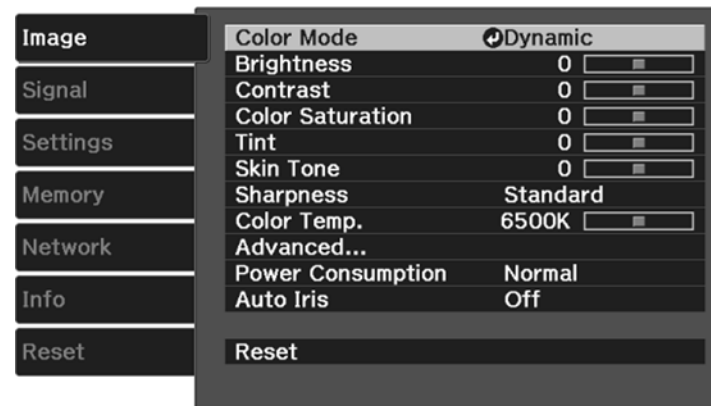 Image
Signal
Settings
Memory
Network
Info
Reset
Color Mode Dynamic
Brightness 0
Contrast 0
Color Saturation 0
Tint 0
Skin Tone 0
Sharpness Standard
Color Temp. 6500K
Advanced...
Power Consumption Normal
Auto Iris Off
Reset